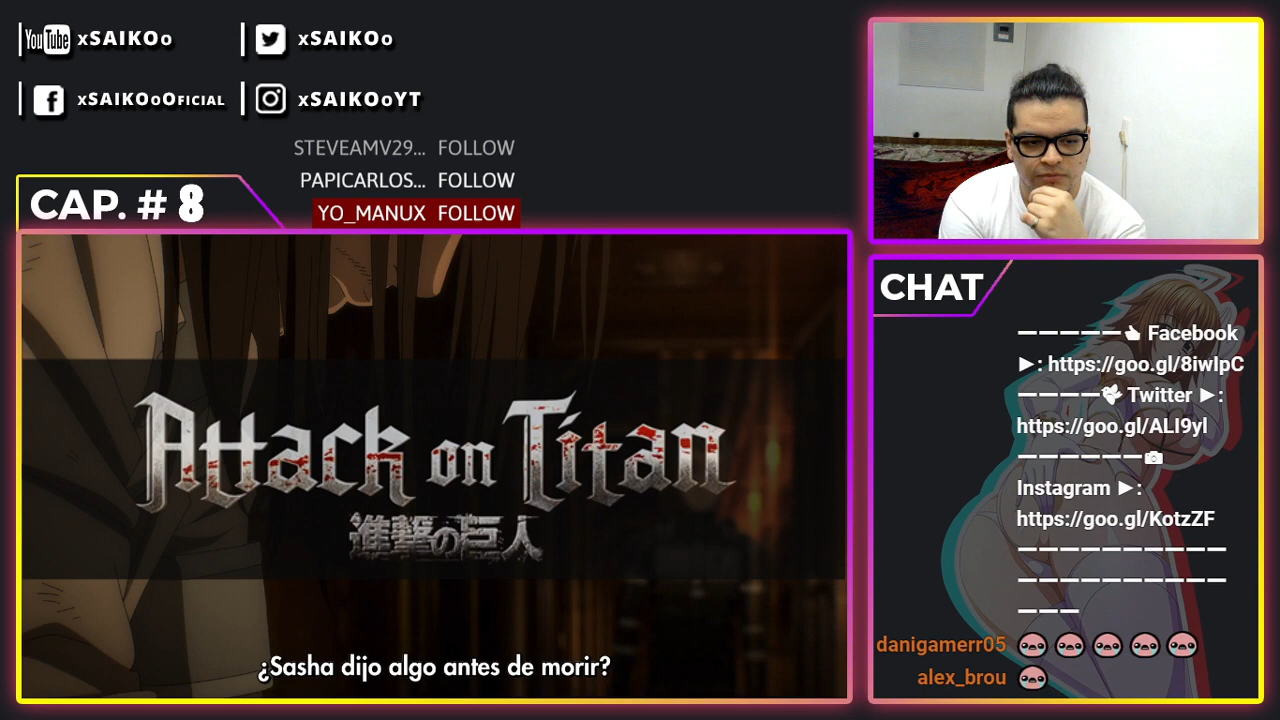 YouTube xSAIKOo
xSAIKOo
xSAIKOoOficial
xSAIKOoYT
STEVEAMV29... FOLLOW
PAPICARLOS... FOLLOW
YO_MANUX FOLLOW
CAP. # 8
Attack on Titan
進撃の巨人
¿Sasha dijo algo antes de morir?
CHAT
——————👍 Facebook
►: https://goo.gl/8iwIpC
———— Twitter ►:
https://goo.gl/ALI9yl
——————📷
Instagram ►:
https://goo.gl/KotzZF
——————————
——————————
———
danigamerr05
alex_brou